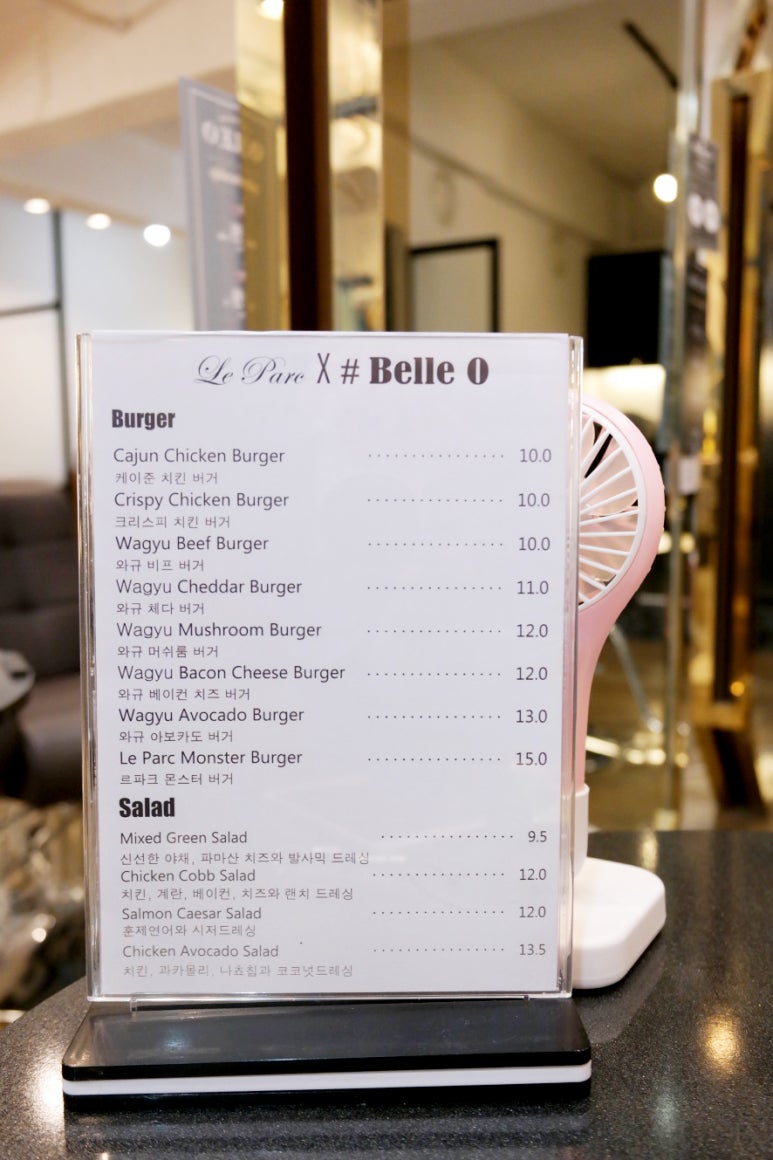 Le Parc X # Belle O
Burger
Cajun Chicken Burger ················ 10.0
케이준 치킨 버거
Crispy Chicken Burger ················ 10.0
크리스피 치킨 버거
Wagyu Beef Burger ················ 10.0
와규 비프 버거
Wagyu Cheddar Burger ················ 11.0
와규 체다 버거
Wagyu Mushroom Burger ················ 12.0
와규 머쉬룸 버거
Wagyu Bacon Cheese Burger ················ 12.0
와규 베이컨 치즈 버거
Wagyu Avocado Burger ················ 13.0
와규 아보카도 버거
Le Parc Monster Burger ················ 15.0
르파크 몬스터 버거
Salad
Mixed Green Salad ················ 9.5
신선한 야채, 파마산 치즈와 발사믹 드레싱
Chicken Cobb Salad ················ 12.0
치킨, 계란, 베이컨, 치즈와 랜치 드레싱
Salmon Caesar Salad ················ 12.0
훈제연어와 시저드레싱
Chicken Avocado Salad ················ 13.5
치킨, 과카몰리, 나쵸칩과 코코넛드레싱